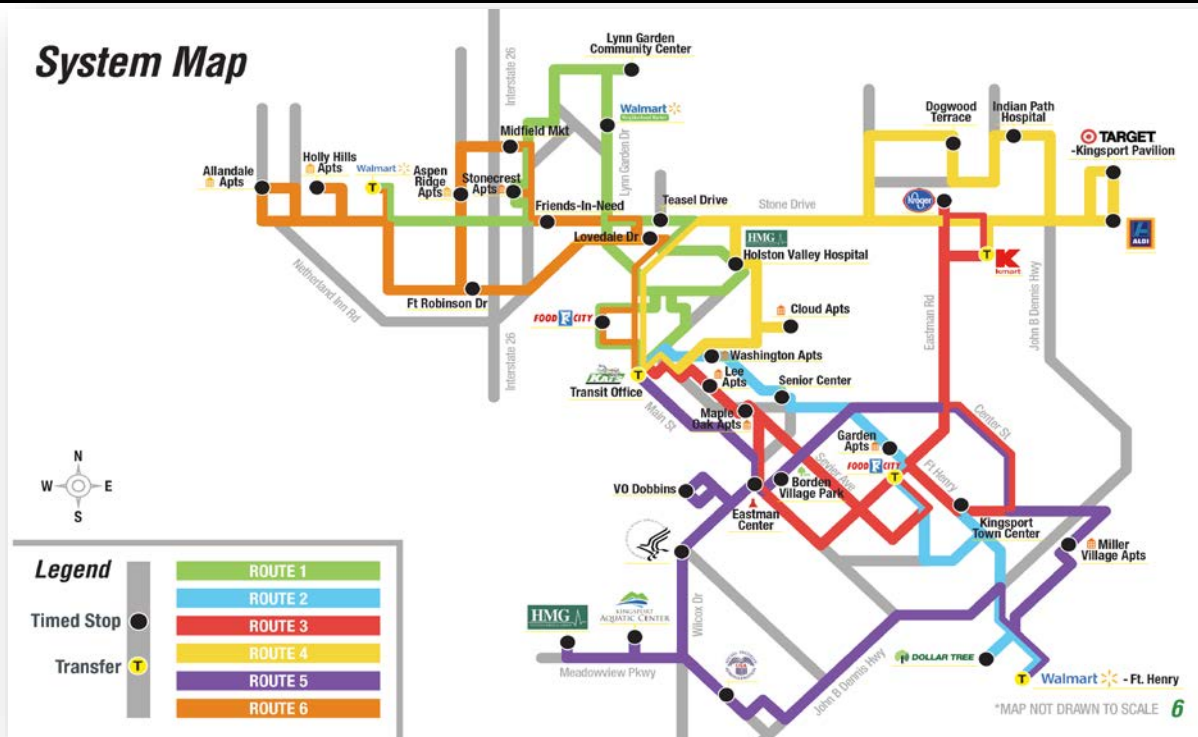 System Map
Interstate 26
Lynn Garden
Community Center
Walmart
Midfield Mkt
Lynn Garden Dr
Dogwood
Terrace
Indian Path
Hospital
TARGET
-Kingsport Pavilion
Allandale
Apts
Holly Hills
Apts
Walmart
T
Aspen
Ridge
Apts
Stonecrest
Apts
Friends-In-Need
Teasel Drive
Stone Drive
Kroger
Lovedale Dr
HMG
Holston Valley Hospital
ALDI
T
K
kmart
Netherland Inn Rd
Ft Robinson Dr
Interstate 26
FOOD CITY
Cloud Apts
Eastman Rd
John B Dennis Hwy
Washington Apts
KATS
Transit Office
T
Lee
Apts
Senior Center
Main St
Maple
Oak Apts
Center St
Garden
Apts
FOOD CITY
T
Ft Henry
Sevier Ave
N
W
E
S
VO Dobbins
Borden
Village Park
Eastman
Center
Kingsport
Town Center
Miller
Village Apts
Legend
Timed Stop
Transfer
T
ROUTE 1
ROUTE 2
ROUTE 3
ROUTE 4
ROUTE 5
ROUTE 6
HMG
KINGSPORT
AQUATIC CENTER
Wilcox Dr
Meadowview Pkwy
John B Dennis Hwy
DOLLAR TREE
T
Walmart
- Ft. Henry
*MAP NOT DRAWN TO SCALE
6